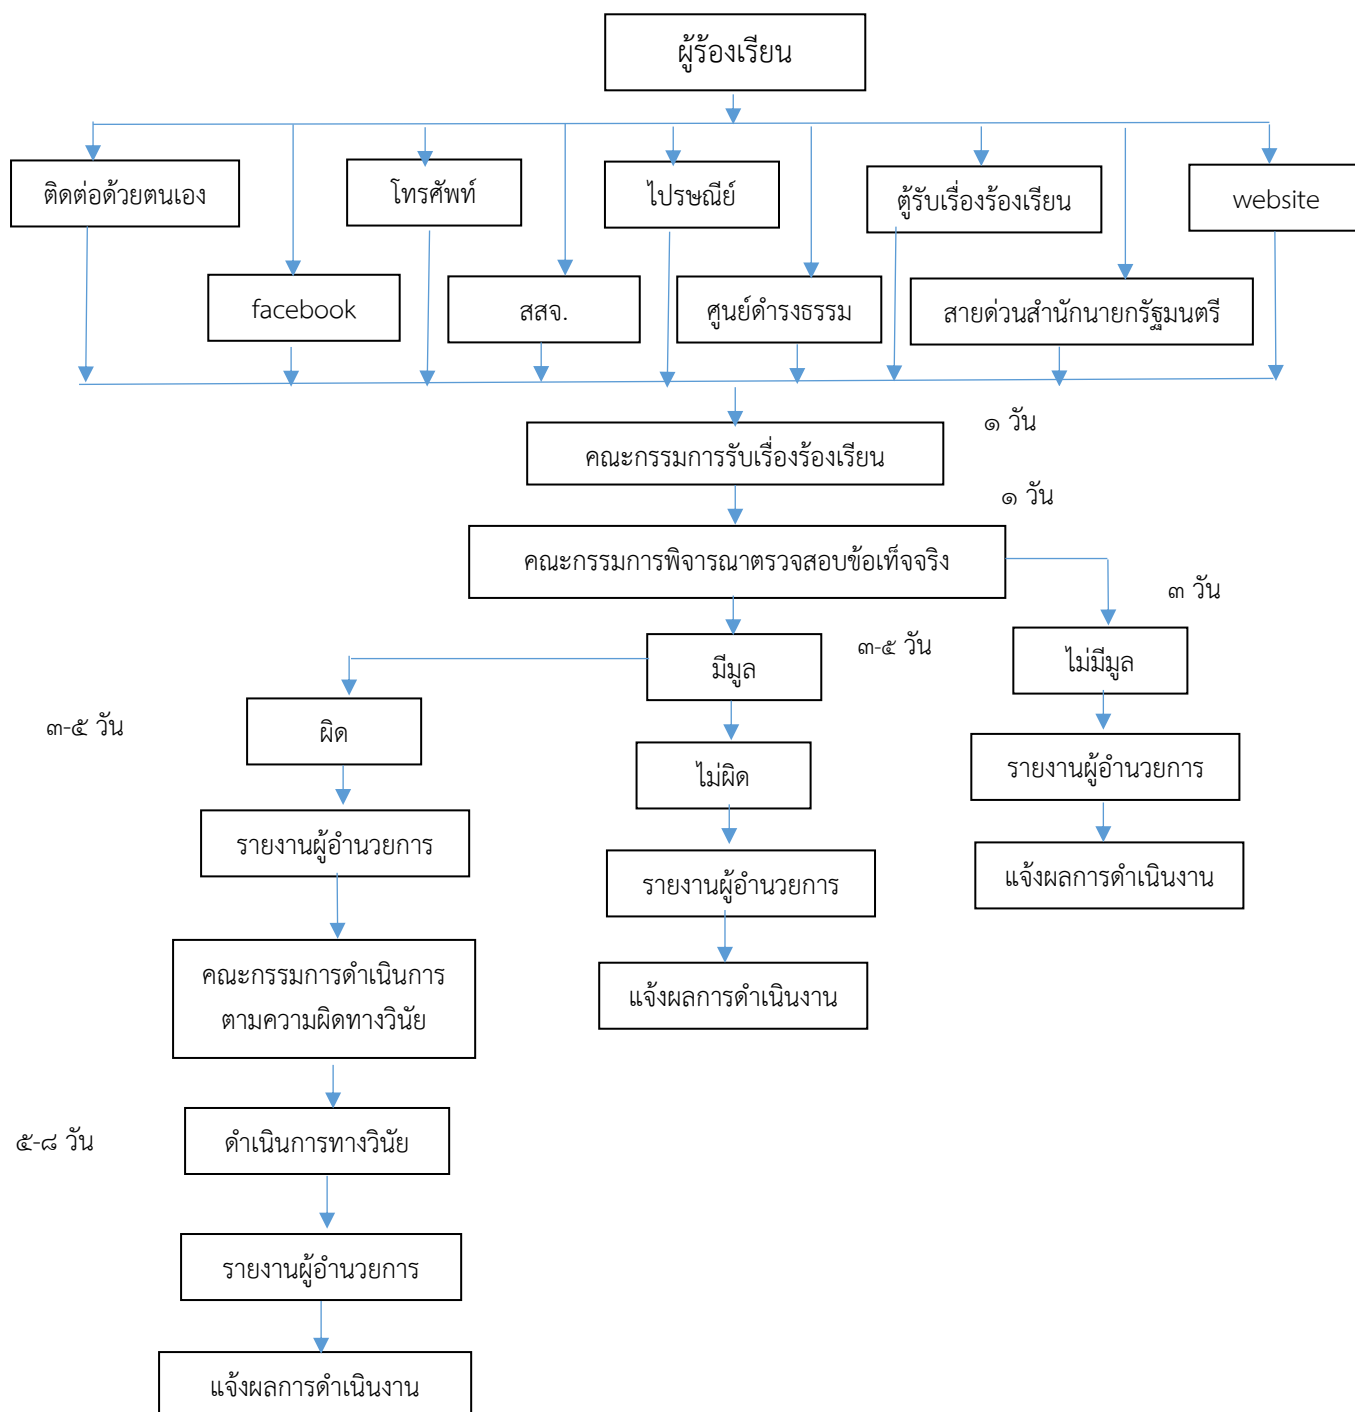 ผู้ร้องเรียน
ติดต่อด้วยตนเอง
โทรศัพท์
ไปรษณีย์
ตู้รับเรื่องร้องเรียน
website
facebook
สสจ.
ศูนย์ดำรงธรรม
สายด่วนสำนักนายกรัฐมนตรี
๑ วัน
คณะกรรมการรับเรื่องร้องเรียน
๑ วัน
คณะกรรมการพิจารณาตรวจสอบข้อเท็จจริง
๓ วัน
๓-๕ วัน
มีมูล
ไม่มีมูล
๓-๕ วัน
ผิด
ไม่ผิด
รายงานผู้อำนวยการ
รายงานผู้อำนวยการ
รายงานผู้อำนวยการ
แจ้งผลการดำเนินงาน
คณะกรรมการดำเนินการ
ตามความผิดทางวินัย
แจ้งผลการดำเนินงาน
๕-๘ วัน
ดำเนินการทางวินัย
รายงานผู้อำนวยการ
แจ้งผลการดำเนินงาน